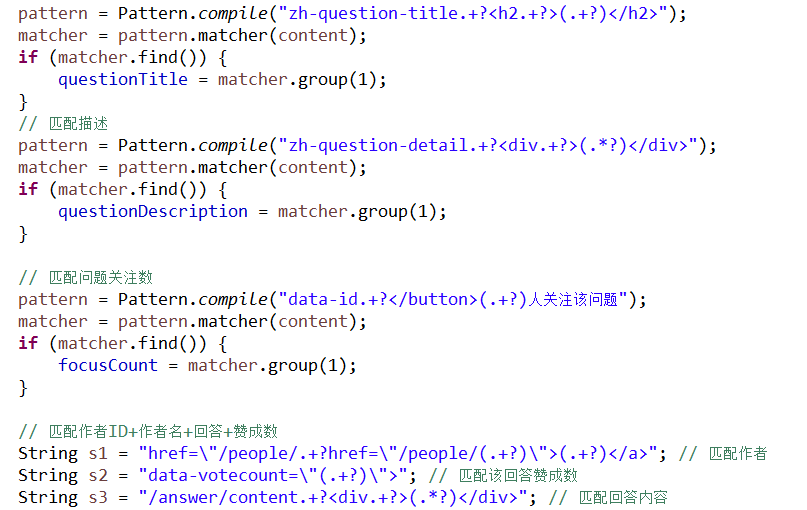 pattern = Pattern.compile("zh-question-title.+?<h2.+?>(.+?)</h2>");
matcher = pattern.matcher(content);
if (matcher.find()) {
    questionTitle = matcher.group(1);
}
// 匹配描述
pattern = Pattern.compile("zh-question-detail.+?<div.+?>(.*?)</div>");
matcher = pattern.matcher(content);
if (matcher.find()) {
    questionDescription = matcher.group(1);
}

// 匹配问题关注数
pattern = Pattern.compile("data-id.+?</button>(.+?)人关注该问题");
matcher = pattern.matcher(content);
if (matcher.find()) {
    focusCount = matcher.group(1);
}

// 匹配作者ID+作者名+回答+赞成数
String s1 = "href=\"/people/.+?href=\"/people/(.+?)\">(.+?)</a>"; // 匹配作者
String s2 = "data-votecount=\"(.+?)\">"; // 匹配该回答赞成数
String s3 = "/answer/content.+?<div.+?>(.*?)</div>"; // 匹配回答内容